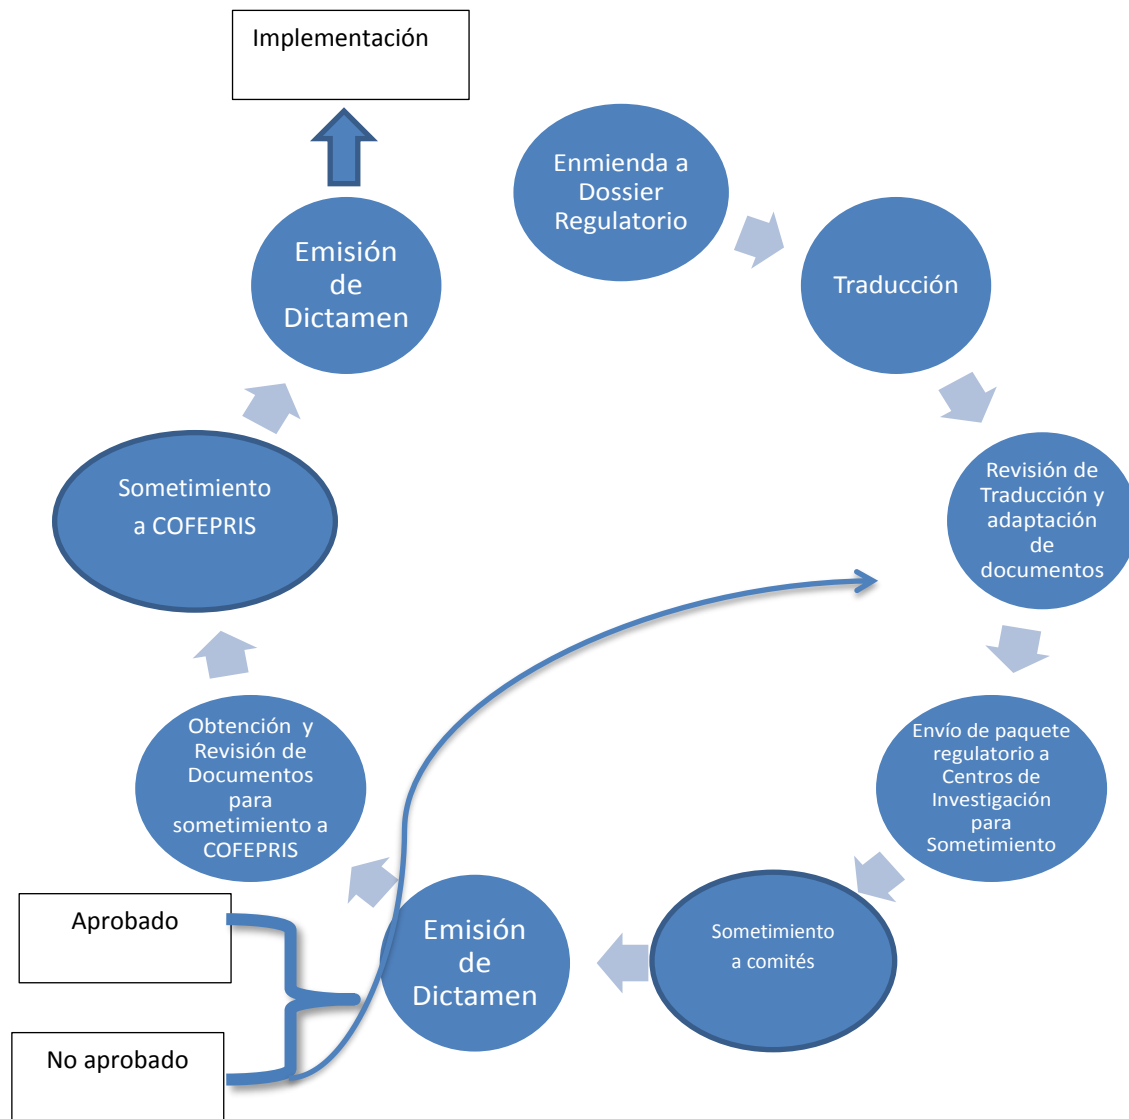 Implementación
Enmienda a
Dossier
Regulatorio
Traducción
Revisión de
Traducción y
adaptación
de
documentos
Envío de paquete
regulatorio a
Centros de
Investigación
para
Sometimiento
Sometimiento
a comités
Emisión
de
Dictamen
Aprobado
No aprobado
Obtención y
Revisión de
Documentos
para
sometimiento a
COFEPRIS
Sometimiento
a COFEPRIS
Emisión
de
Dictamen